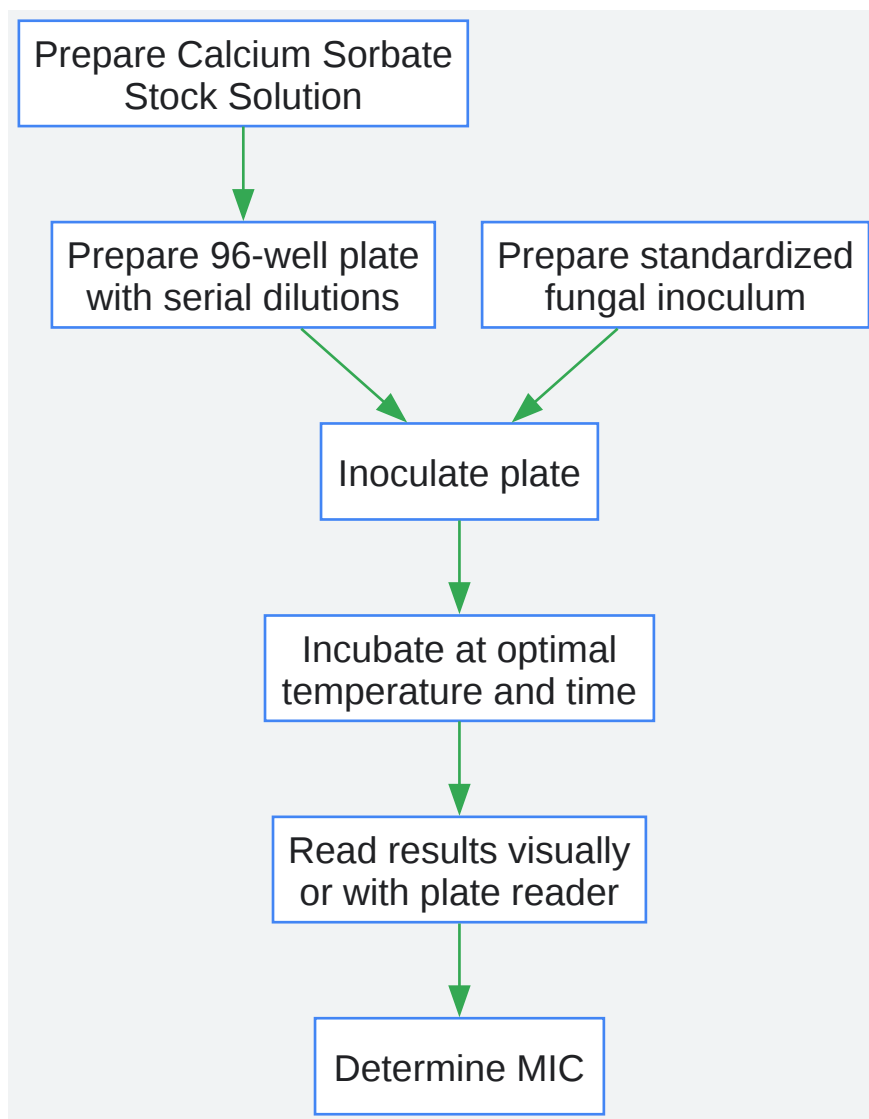 Prepare Calcium Sorbate
Stock Solution
Prepare 96-well plate
with serial dilutions
Prepare standardized
fungal inoculum
Inoculate plate
Incubate at optimal
temperature and time
Read results visually
or with plate reader
Determine MIC